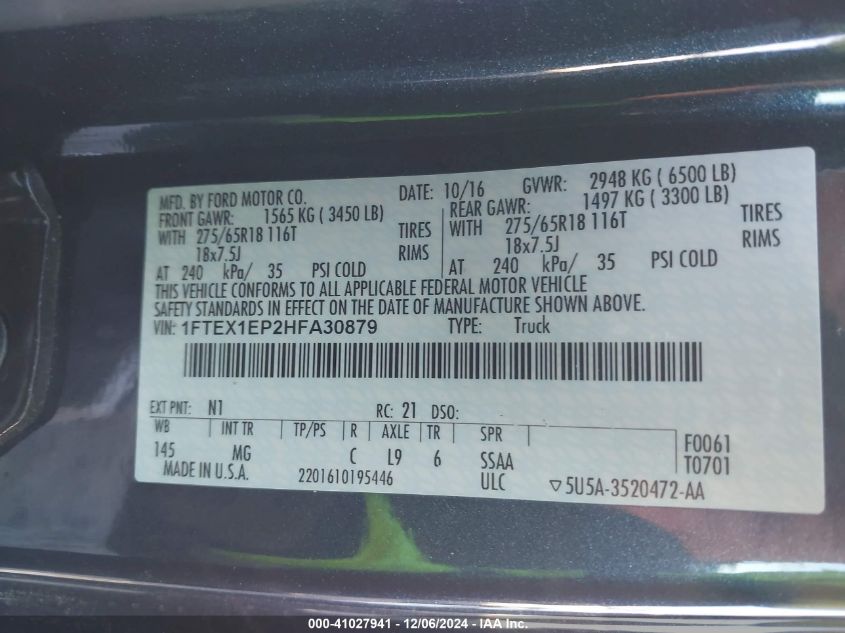 MFD. BY FORD MOTOR CO. DATE: 10/16 GVWR: 2948 KG ( 6500 LB)
FRONT GAWR: 1565 KG ( 3450 LB) REAR GAWR: 1497 KG ( 3300 LB)
WITH 275/65R18 116T TIRES WITH 275/65R18 116T TIRES
18x7.5J RIMS 18x7.5J RIMS
AT 240 kPa/ 35 PSI COLD AT 240 kPa/ 35 PSI COLD
THIS VEHICLE CONFORMS TO ALL APPLICABLE FEDERAL MOTOR VEHICLE
SAFETY STANDARDS IN EFFECT ON THE DATE OF MANUFACTURE SHOWN ABOVE.
VIN: 1FTEX1EP2HFA30879 TYPE: Truck
EXT PNT: N1 RC: 21 DSO:
WB INT TR TP/PS R AXLE TR SPR F0061
145 MG C L9 6 SSAA T0701
MADE IN U.S.A. 2201610195446 ULC ▽5U5A-3520472-AA
000-41027941 - 12/06/2024 - IAA Inc.